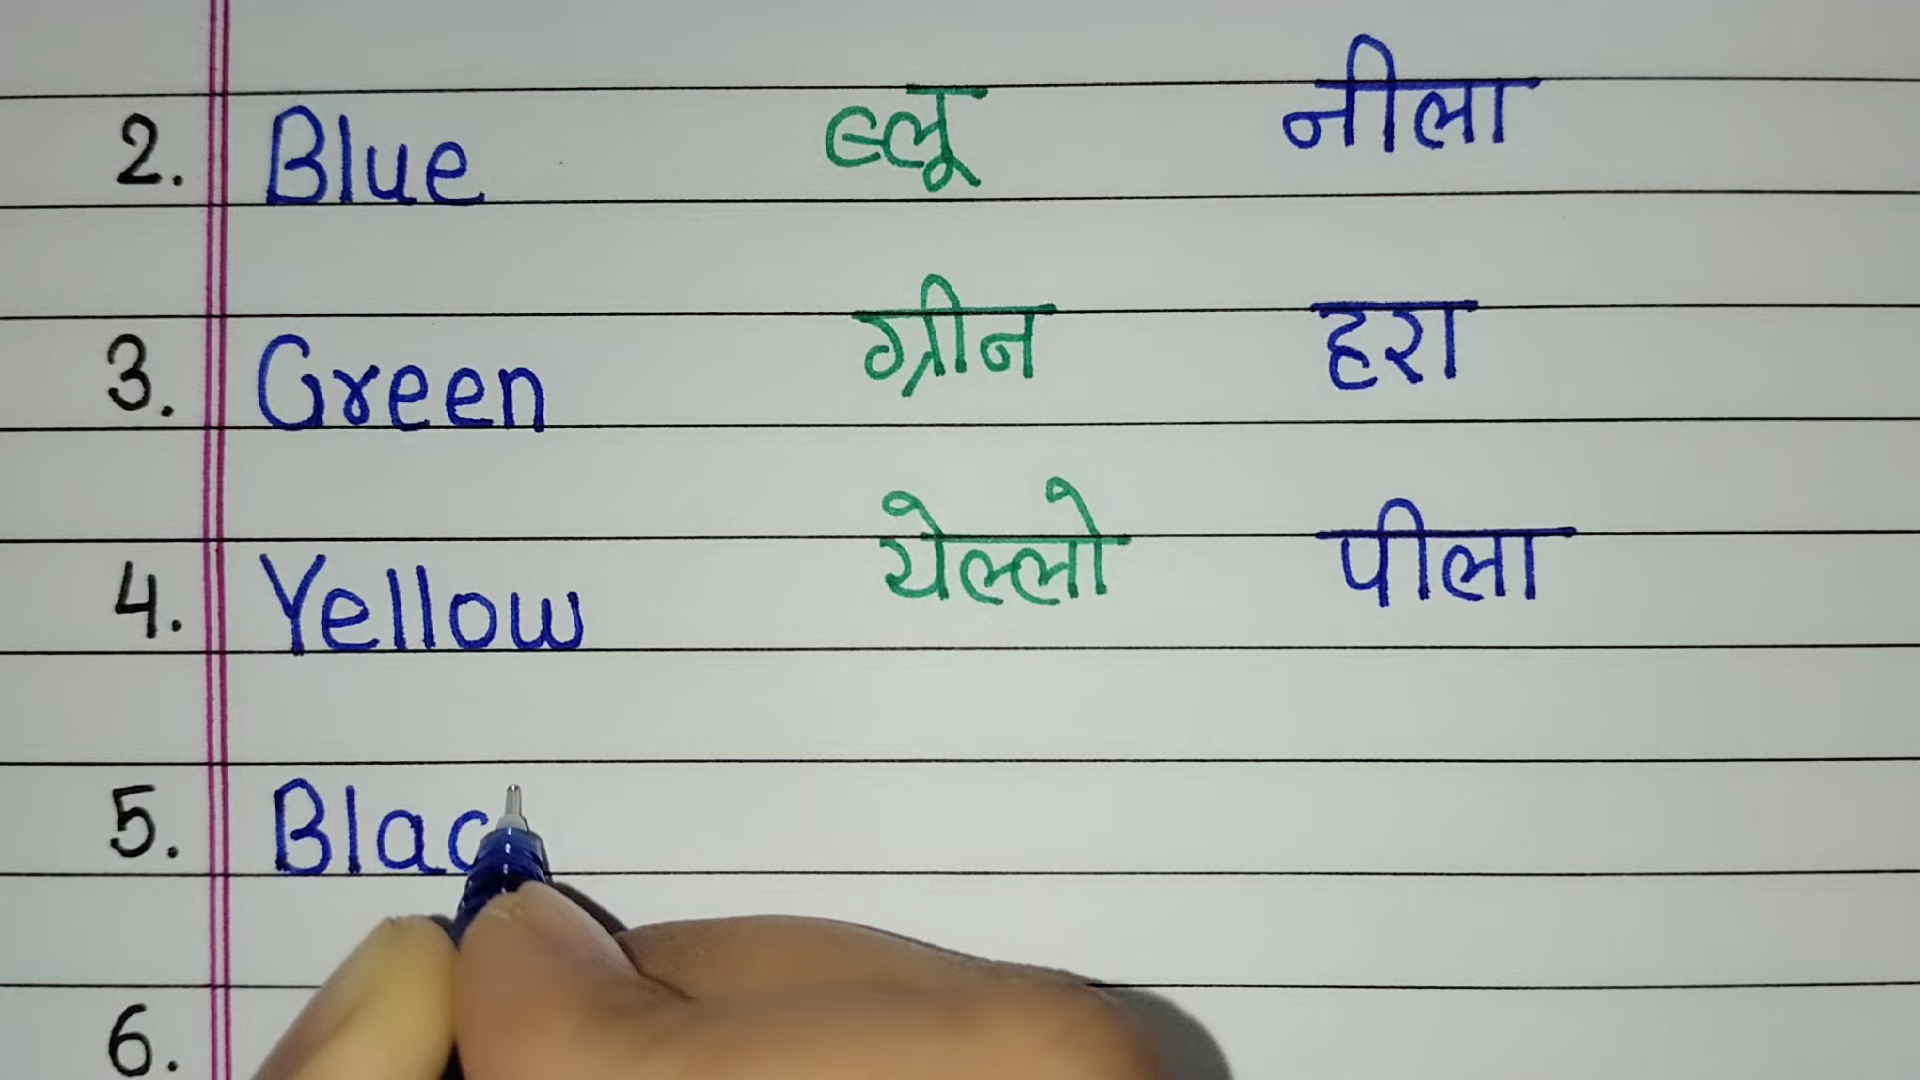 2. Blue ब्लू नीला
3. Green ग्रीन हरा
4. Yellow येल्लो पीला
5. Blac
6.